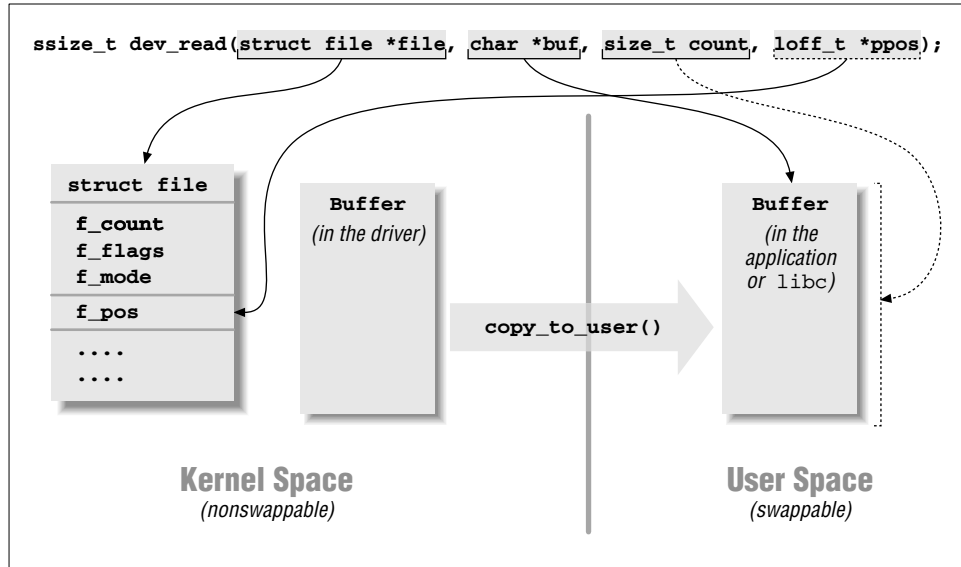 ssize_t dev_read(struct file *file, char *buf, size_t count, loff_t *ppos);
struct file
f_count
f_flags
f_mode
f_pos
....
....
Buffer
(in the driver)
copy_to_user()
Buffer
(in the
application
or libc)
Kernel Space
(nonswappable)
User Space
(swappable)